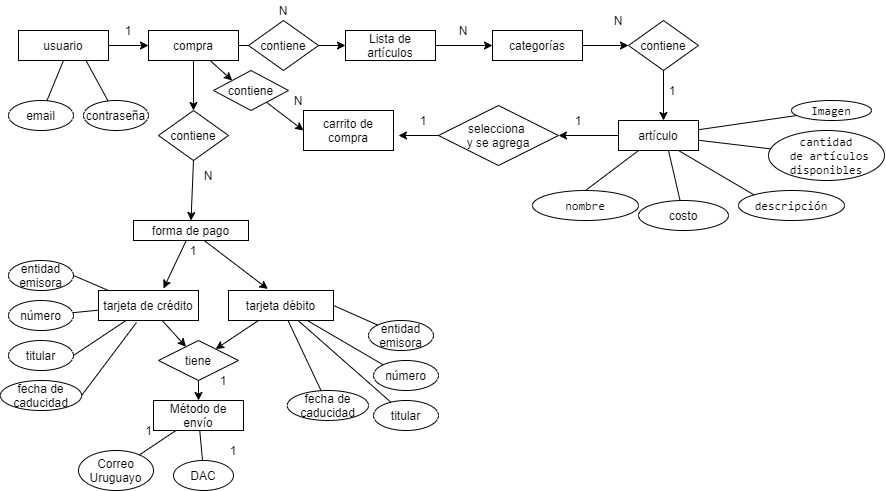 N
usuario
1
compra
contiene
Lista de
artículos
N
categorías
N
contiene
email
contraseña
contiene
N
1
contiene
carrito de
compra
1
selecciona
y se agrega
1
artículo
Imagen
cantidad
de artículos
disponibles
N
nombre
costo
descripción
forma de pago
1
entidad
emisora
número
titular
fecha de
caducidad
tarjeta de crédito
tarjeta débito
entidad
emisora
número
titular
fecha de
caducidad
tiene
1
Método de
envío
1
1
Correo
Uruguayo
DAC